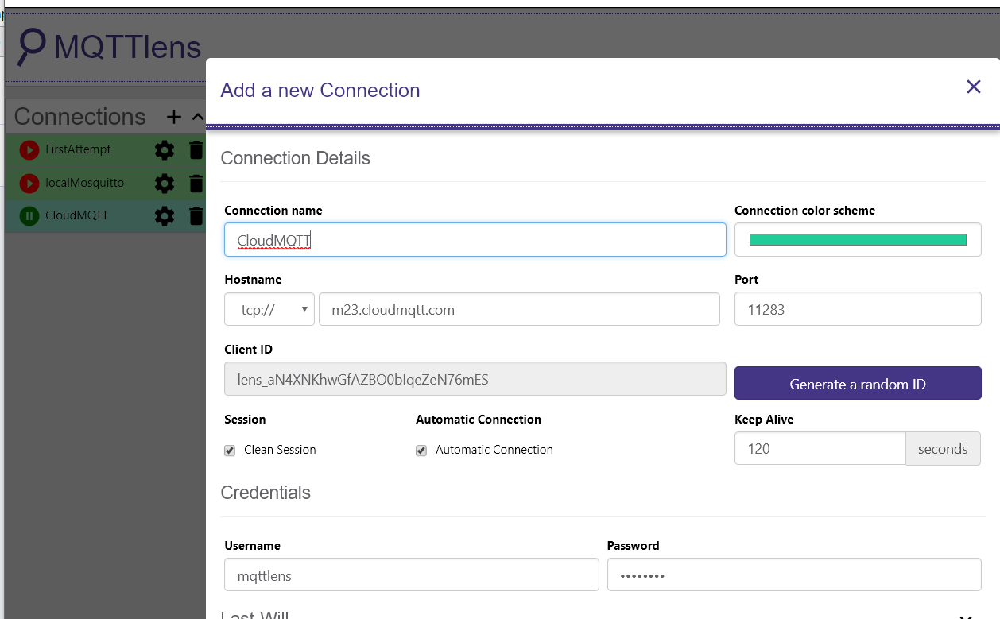 MQTTlens
Add a new Connection
Connections
FirstAttempt
localMosquitto
CloudMQTT
Connection Details
Connection name
Connection color scheme
CloudMQTT
Hostname
Port
tcp://
m23.cloudmqtt.com
11283
Client ID
lens_aN4XNKhwGfAZBO0bIqeZeN76mES
Generate a random ID
Session
Automatic Connection
Keep Alive
Clean Session
Automatic Connection
120
seconds
Credentials
Username
Password
mqttlens
••••••••
Last Will